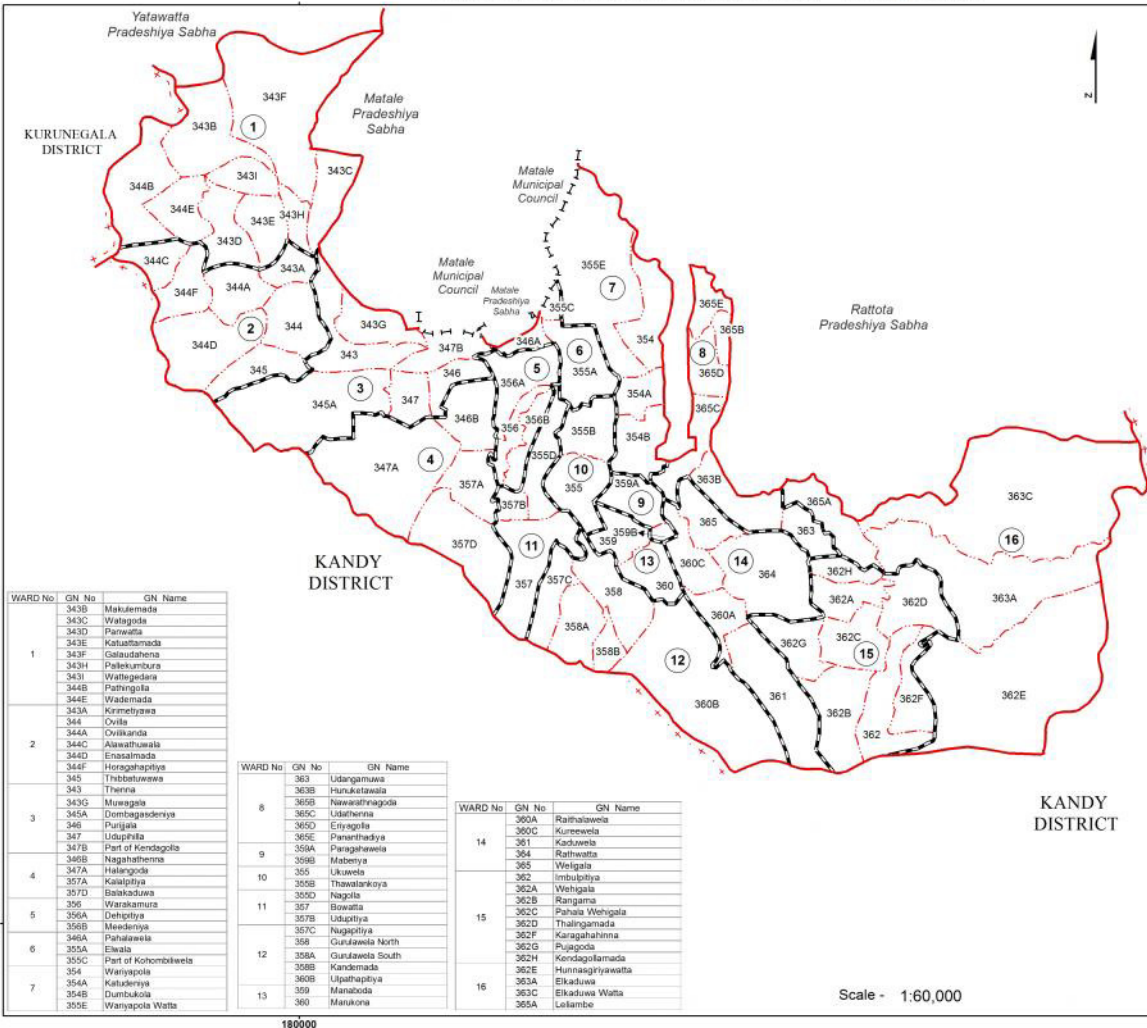 Yatawatta
Pradeshiya Sabha
KURUNEGALA
DISTRICT
Matale
Pradeshiya
Sabha
Matale
Municipal
Council
Matale
Municipal
Council
Matale
Pradeshiya
Sabha
Rattota
Pradeshiya Sabha
KANDY
DISTRICT
KANDY
DISTRICT
z
343F
1
343B
343I
343C
344B
344E
343E
343H
343D
344C
343A
344A
344F
2
344
344D
345
343G
343
347B
346
3
347
345A
346B
4
347A
357A
357D
346A
355C
5
356A
356
356B
355D
357B
11
357
357C
355E
7
354
6
355A
354A
354B
355B
10
355
359A
9
359B
359
13
360
358
358A
358B
12
360B
365E
365B
8
365D
365C
363B
365
360C
14
364
360A
361
365A
363
362H
362A
362D
362C
15
362G
362B
362
362F
363C
16
363A
362E
WARD No GN No GN Name
1
343B Makulemada
343C Watagoda
343D Panwatta
343E Katuattamada
343F Galaudahena
343H Pallekumbura
343I Wattegedara
344B Pathingolla
344E Wademada
2
343A Kirimetiyawa
344 Ovilla
344A Ovilikanda
344C Alawathuwala
344D Enasalmada
344F Horagahapitiya
345 Thibbatuwawa
3
343 Thenna
343G Muwagala
345A Dombagasdeniya
346 Purijjala
347 Udupihilla
347B Part of Kendagolla
4
346B Nagahathenna
347A Halangoda
357A Kalalpitiya
357D Balakaduwa
5
356 Warakamura
356A Dehipitiya
356B Meedeniya
6
346A Pahalawela
355A Elwala
355C Part of Kohombiliwela
7
354 Wariyapola
354A Katudeniya
354B Dumbukola
355E Wariyapola Watta
WARD No GN No GN Name
8
363 Udangamuwa
363B Hunuketawala
365B Nawarathnagoda
365C Udathenna
365D Eriyagolla
365E Pananthadiya
9
359A Paragahawela
359B Maberiya
10
355 Ukuwela
355B Thawalankoya
11
355D Nagolla
357 Bowatta
357B Udupitiya
12
357C Nugapitiya
358 Gurulawela North
358A Gurulawela South
358B Kandemada
360B Ulpathapitiya
13
359 Manaboda
360 Marukona
WARD No GN No GN Name
14
360A Raithalawela
360C Kureewela
361 Kaduwela
364 Rathwatta
365 Weligala
15
362 Imbulpitiya
362A Wehigala
362B Rangama
362C Pahala Wehigala
362D Thalingamada
362F Karagahahinna
362G Pujagoda
362H Kendagollamada
16
362E Hunnasgiriyawatta
363A Elkaduwa
363C Elkaduwa Watta
365A Leliambe
Scale - 1:60,000
180000